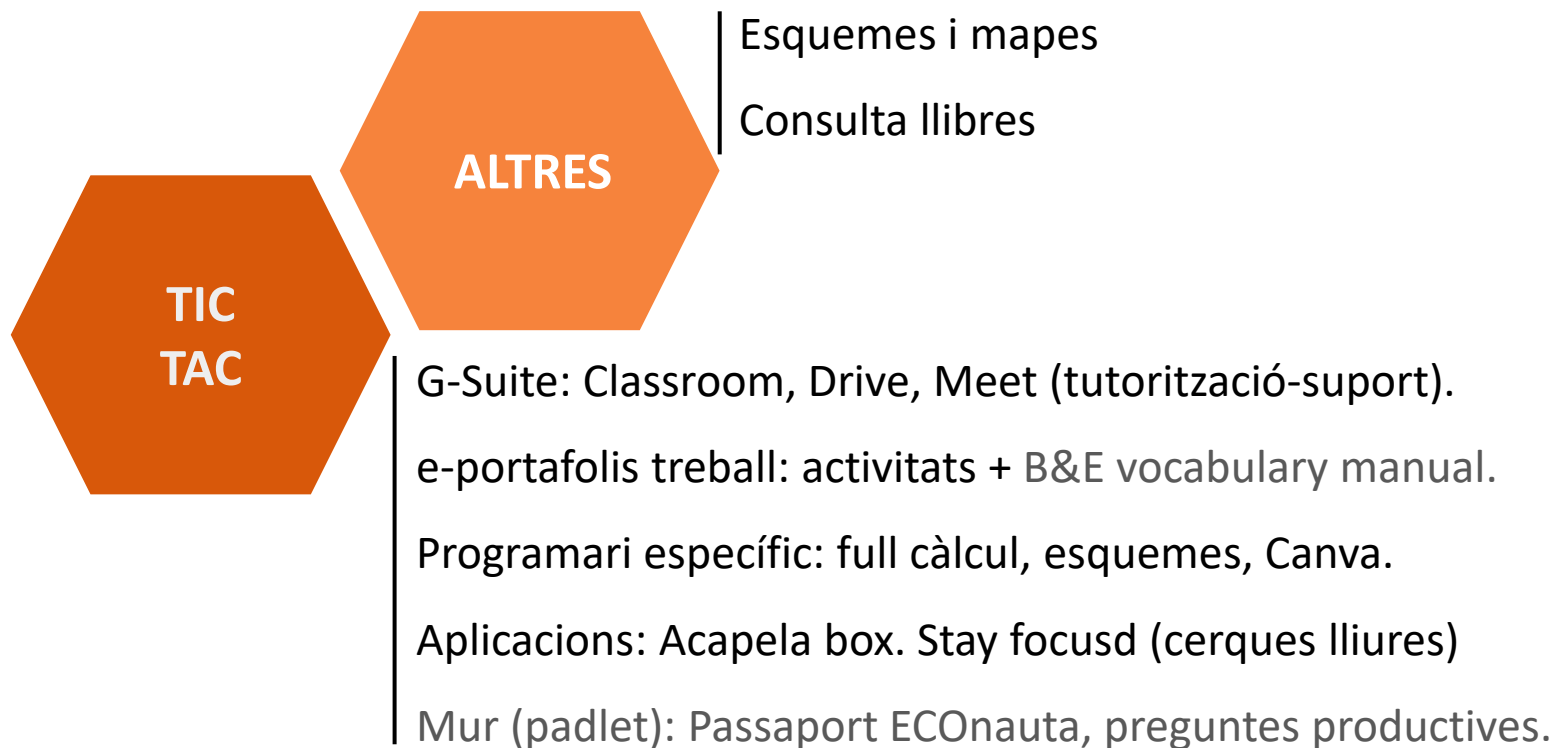 Esquemes i mapes
Consulta llibres
ALTRES
TIC
TAC
G-Suite: Classroom, Drive, Meet (tutorització-suport).
e-portafolis treball: activitats + B&E vocabulary manual.
Programari específic: full càlcul, esquemes, Canva.
Aplicacions: Acapela box. Stay focusd (cerques lliures)
Mur (padlet): Passaport ECOnauta, preguntes productives.